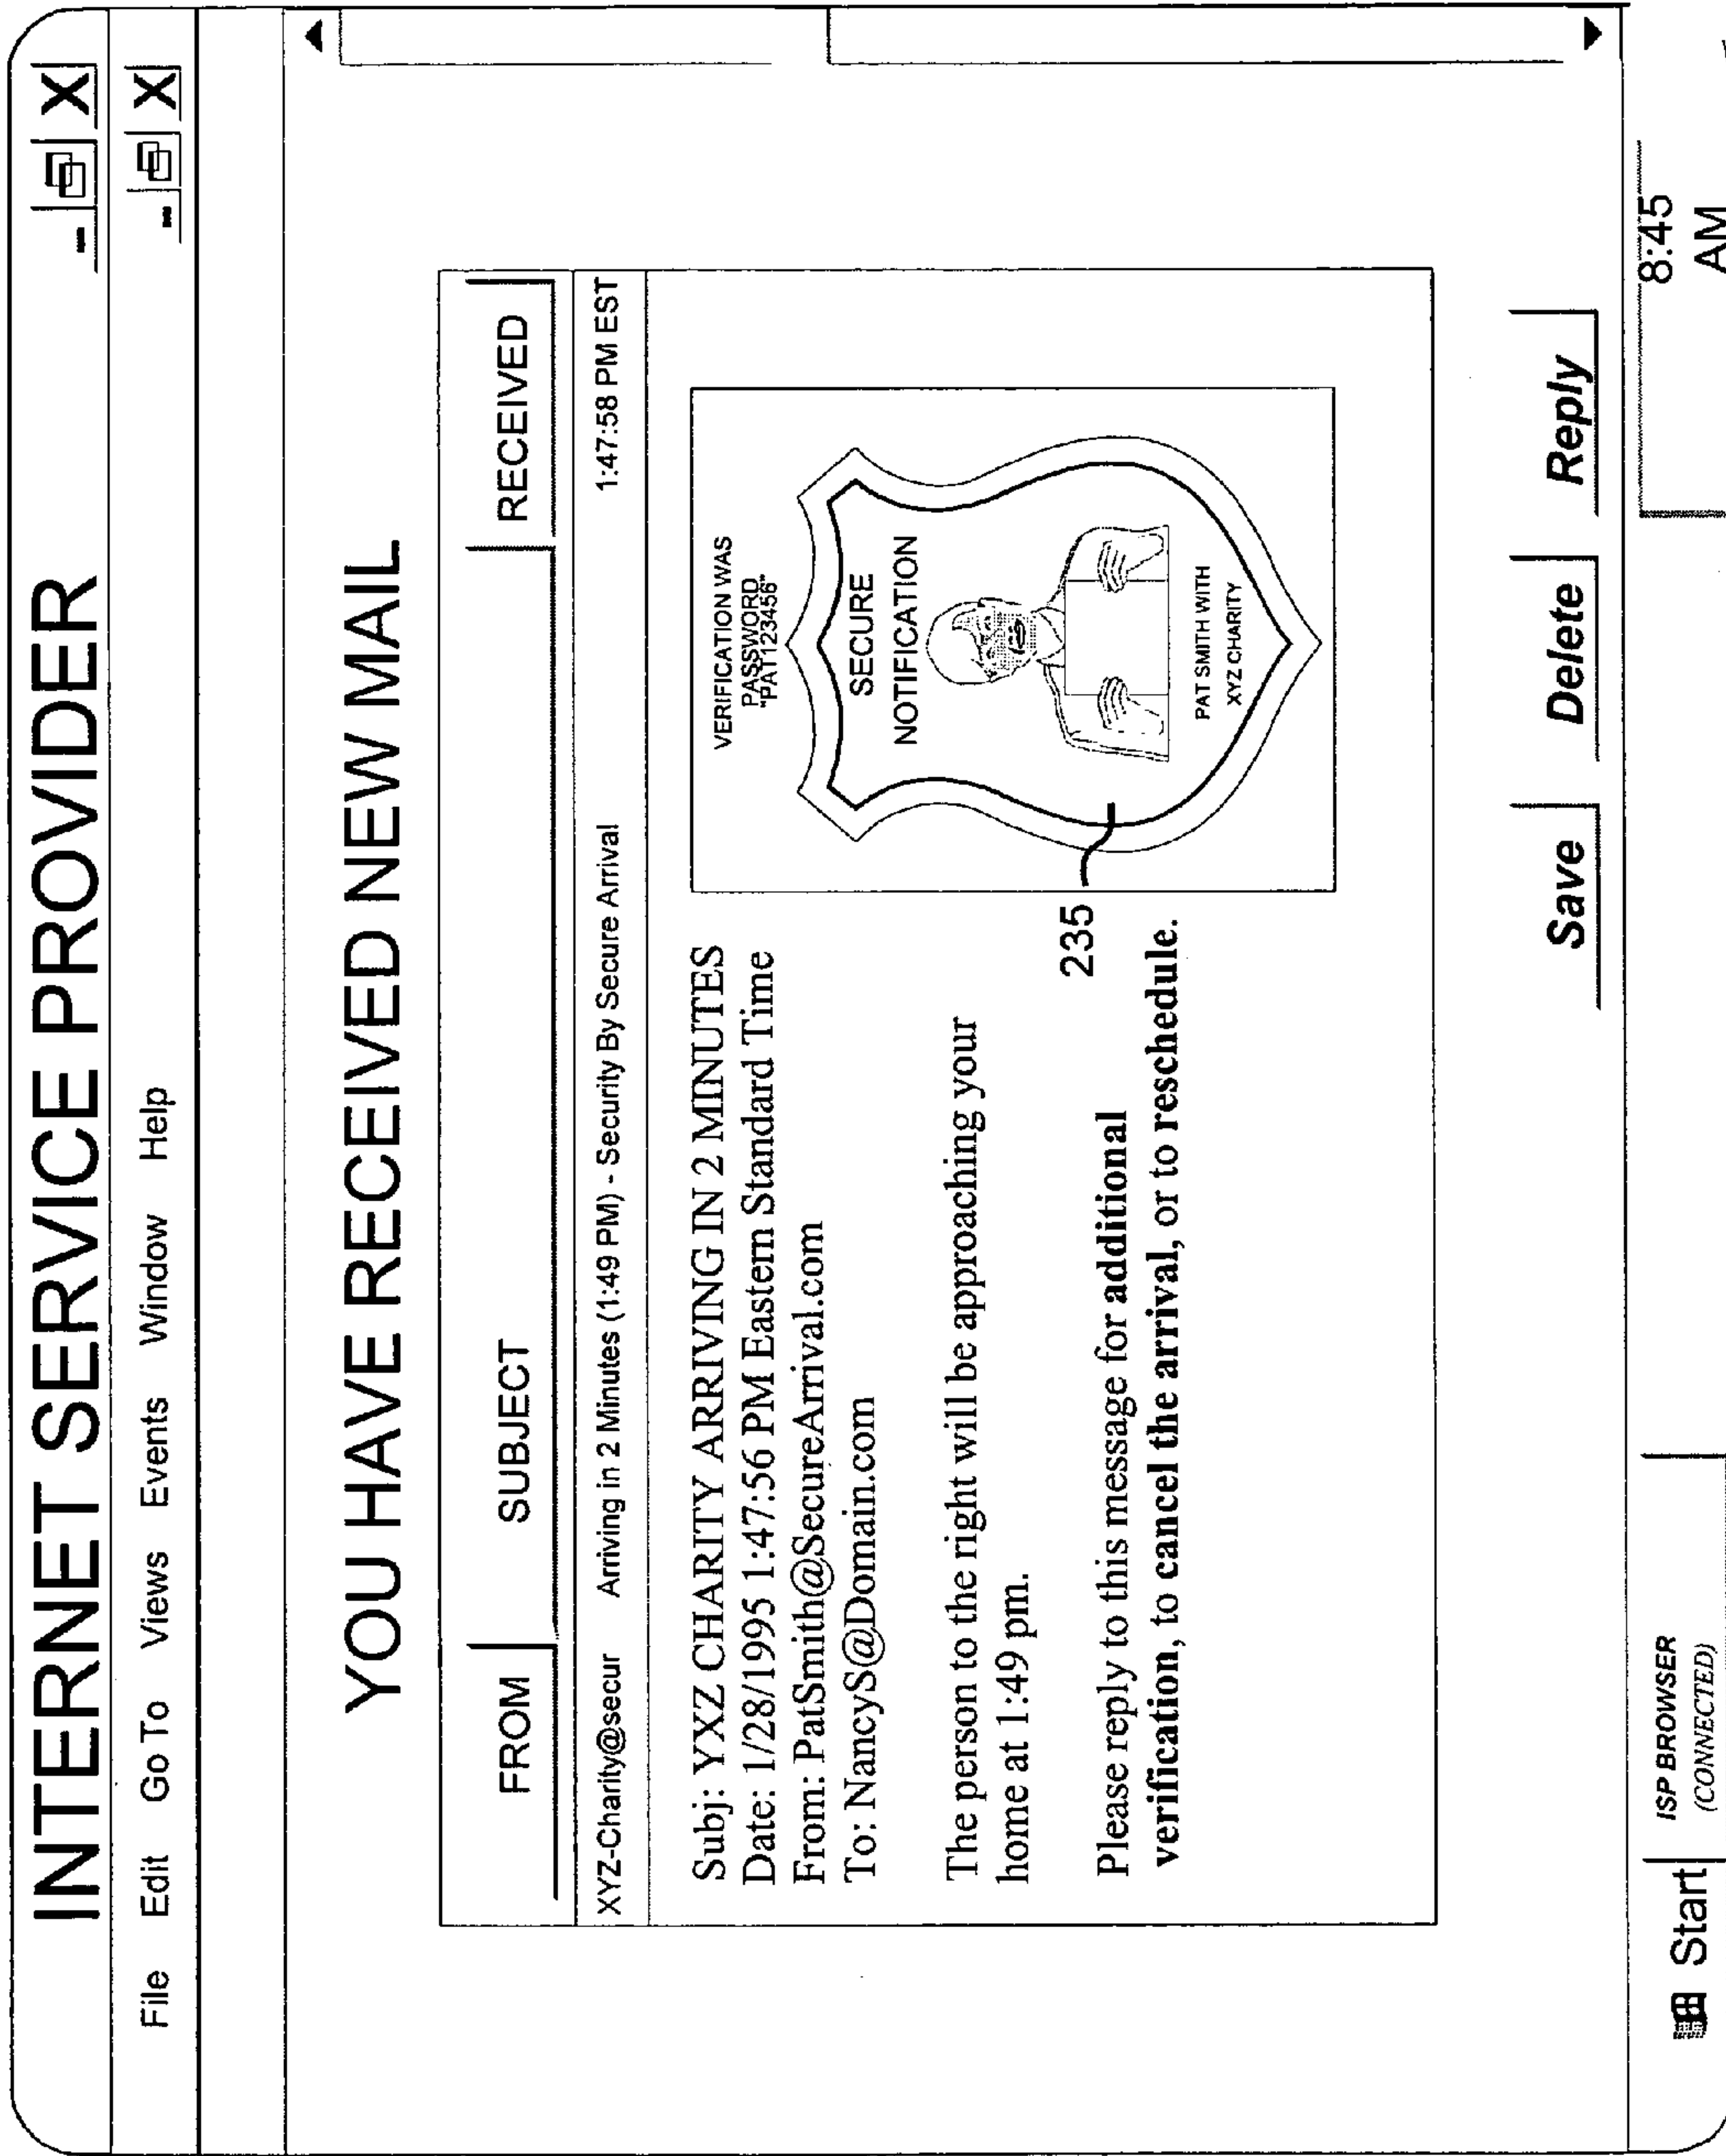 INTERNET SERVICE PROVIDER
X
File Edit Go To Views Events Window Help
X
YOU HAVE RECEIVED NEW MAIL
FROM SUBJECT RECEIVED
XYZ-Charity@secur Arriving in 2 Minutes (1:49 PM) - Security By Secure Arrival 1:47:58 PM EST
Subj: YXZ CHARITY ARRIVING IN 2 MINUTES
Date: 1/28/1995 1:47:56 PM Eastern Standard Time
From: PatSmith@SecureArrival.com
To: NancyS@Domain.com
The person to the right will be approaching your
home at 1:49 pm.
Please reply to this message for additional
verification, to cancel the arrival, or to reschedule.
VERIFICATION WAS
PASSWORD
"PAT123456"
SECURE
NOTIFICATION
PAT SMITH WITH
XYZ CHARITY
235
Save Delete Reply
Start
ISP BROWSER
(CONNECTED)
8:45
AM